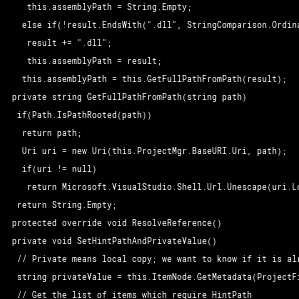 this.assemblyPath = String.Empty;
else if(!result.EndsWith(".dll", StringComparison.Ordina
result += ".dll";
this.assemblyPath = result;
this.assemblyPath = this.GetFullPathFromPath(result);
private string GetFullPathFromPath(string path)
if(Path.IsPathRooted(path))
return path;
Uri uri = new Uri(this.ProjectMgr.BaseURI.Uri, path);
if(uri != null)
return Microsoft.VisualStudio.Shell.Url.Unescape(uri.Lo
return String.Empty;
protected override void ResolveReference()
private void SetHintPathAndPrivateValue()
// Private means local copy; we want to know if it is alr
string privateValue = this.ItemNode.GetMetadata(ProjectFi
// Get the list of items which require HintPath